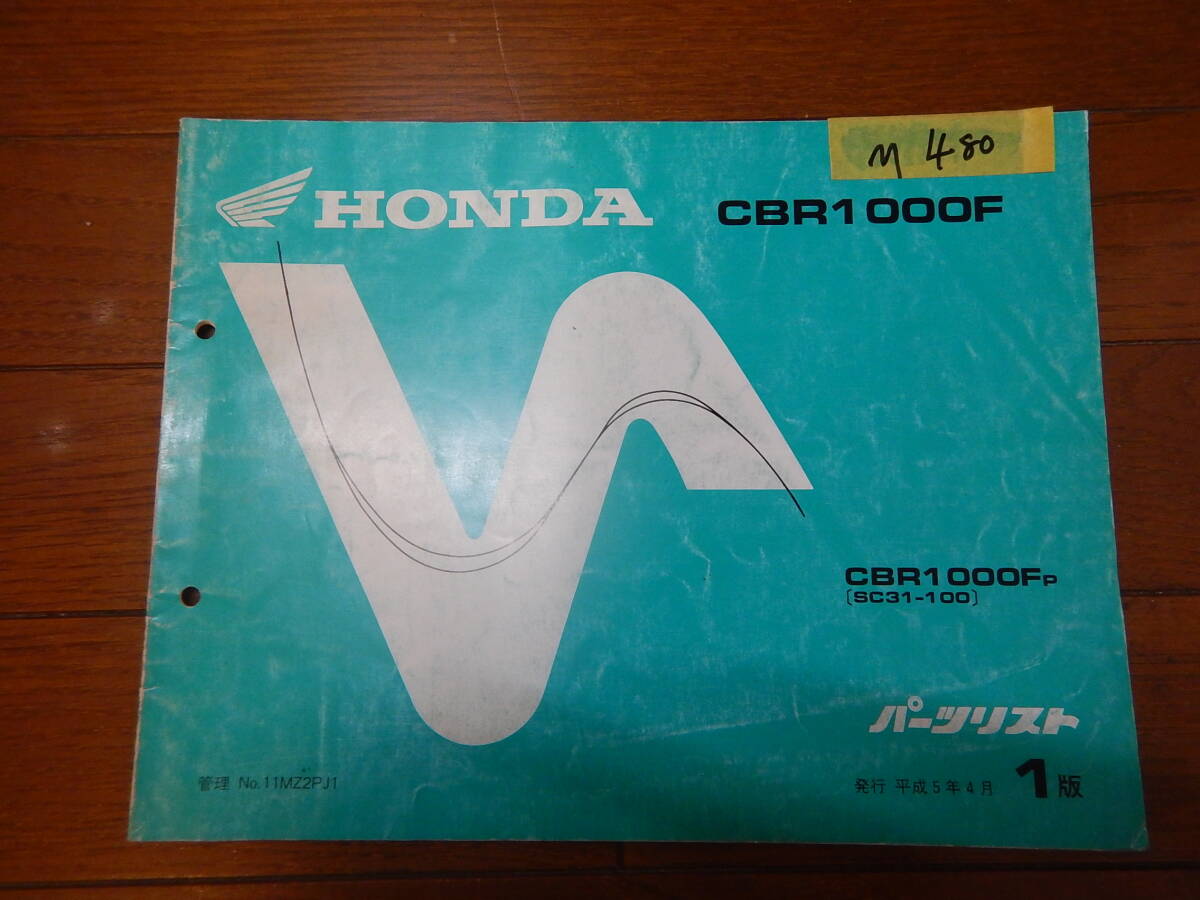 M 480
HONDA CBR1000F
CBR1000FP
[SC31-100]
パーツリスト
管理 No.11MZ2PJ1
発行 平成5年4月 1版